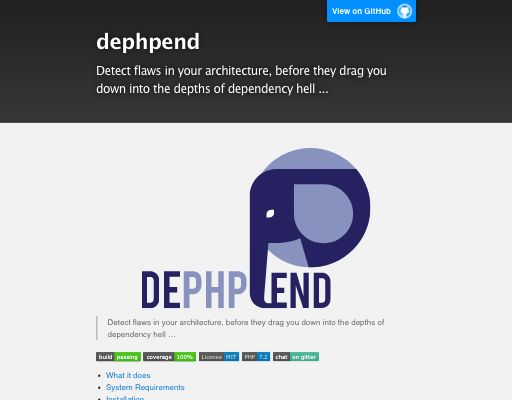 View on GitHub
dephpend
Detect flaws in your architecture, before they drag you
down into the depths of dependency hell ...
DEPHPEND
Detect flaws in your architecture, before they drag you down into the depths of
dependency hell ...
build passing coverage 100% License MIT PHP 7.2 chat on gitter
What it does
System Requirements
Installation